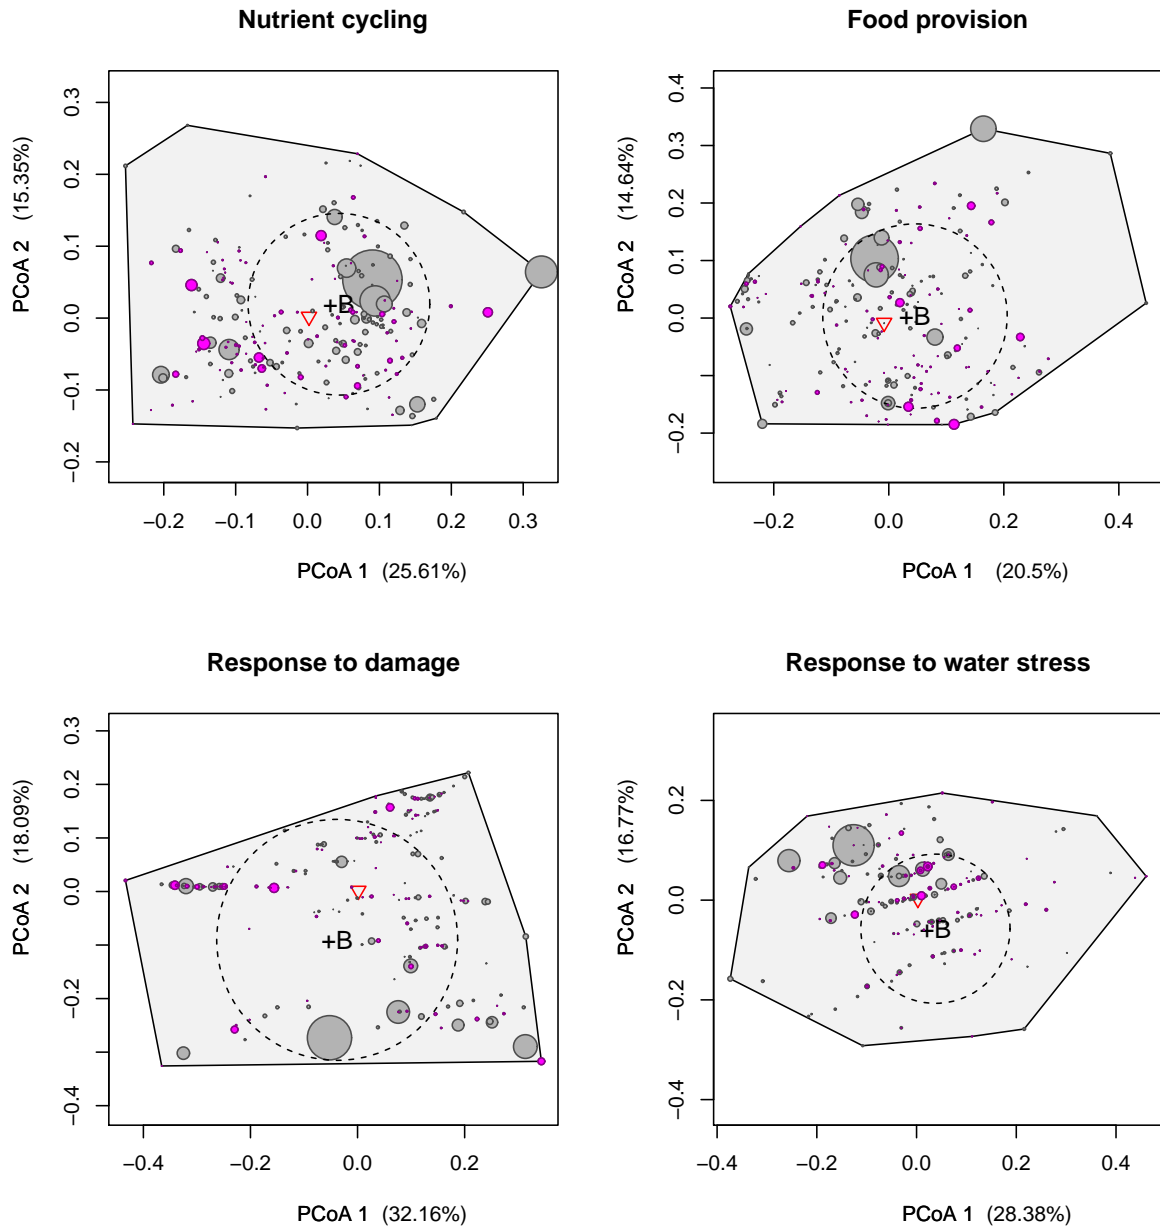 Nutrient cycling
PCoA 2 (15.35%)
0.3
0.2
0.1
0.0
−0.1
−0.2
+B
−0.2 −0.1 0.0 0.1 0.2 0.3
PCoA 1 (25.61%)
Food provision
PCoA 2 (14.64%)
0.4
0.3
0.2
0.1
0.0
−0.2
+B
−0.2 0.0 0.2 0.4
PCoA 1 (20.5%)
Response to damage
PCoA 2 (18.09%)
0.3
0.2
0.1
0.0
−0.2
−0.4
+B
−0.4 −0.2 0.0 0.2
PCoA 1 (32.16%)
Response to water stress
PCoA 2 (16.77%)
0.2
0.0
−0.2
−0.4
+B
−0.4 −0.2 0.0 0.2 0.4
PCoA 1 (28.38%)